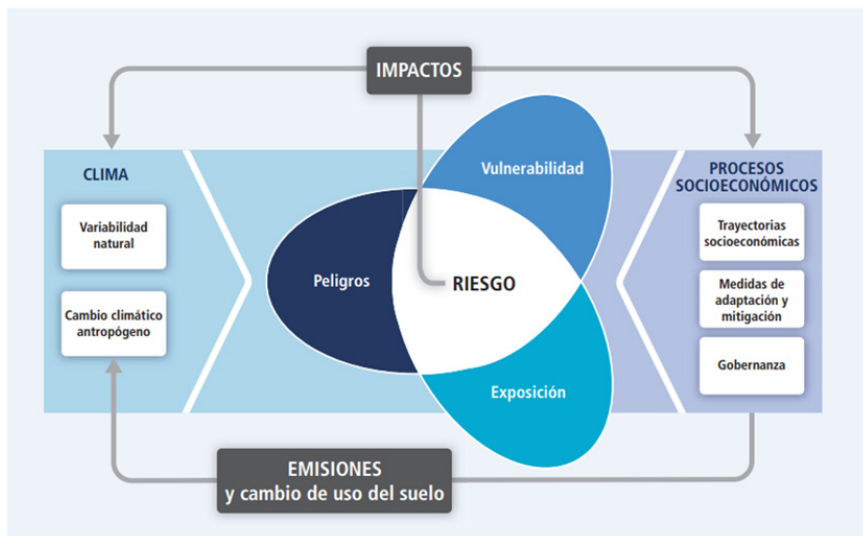 IMPACTOS
CLIMA
Variabilidad
natural
Cambio climático
antropógeno
Vulnerabilidad
Peligros
RIESGO
Exposición
PROCESOS
SOCIOECONÓMICOS
Trayectorias
socioeconómicas
Medidas de
adaptación y
mitigación
Gobernanza
EMISIONES
y cambio de uso del suelo